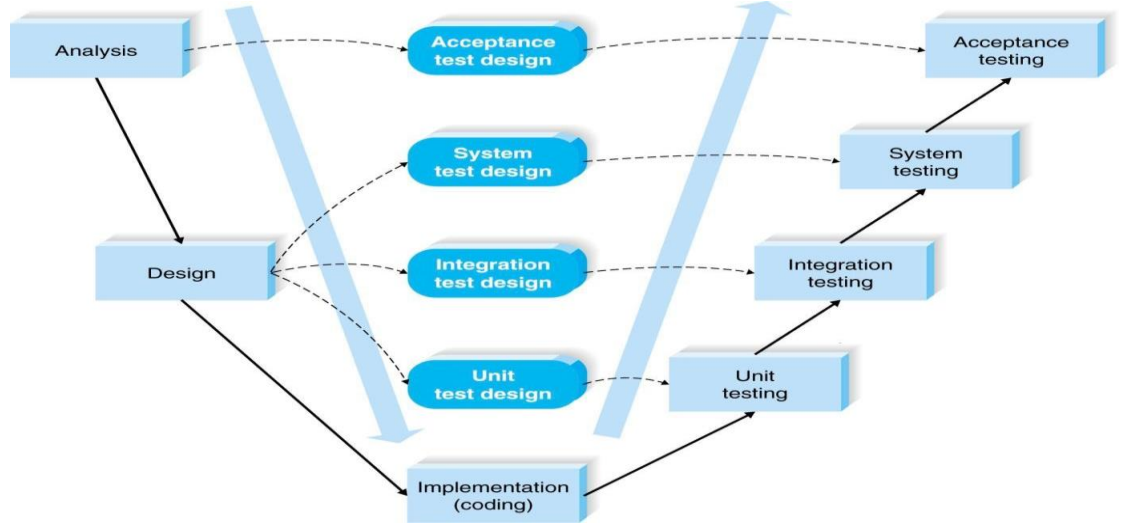 Analysis
Acceptance
test design
Acceptance
testing
System
test design
System
testing
Design
Integration
test design
Integration
testing
Unit
test design
Unit
testing
Implementation
(coding)